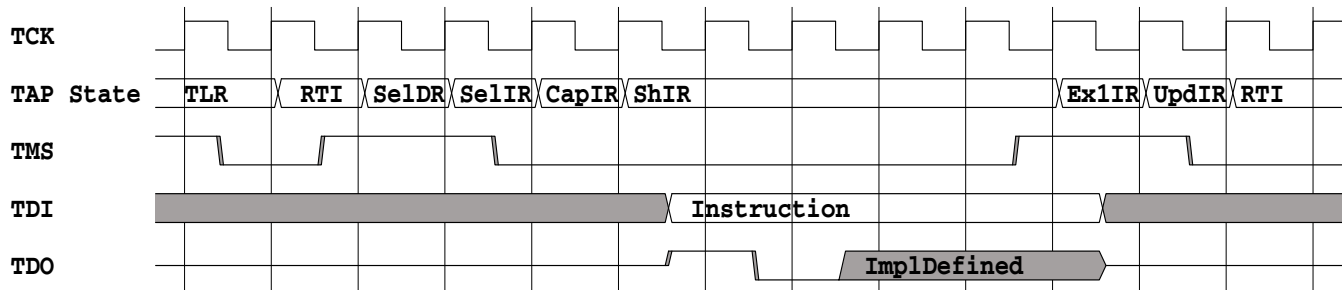 TCK
TAP State TLR RTI SelDR SelIR CapIR ShIR Ex1IR UpdIR RTI
TMS
TDI Instruction
TDO ImplDefined